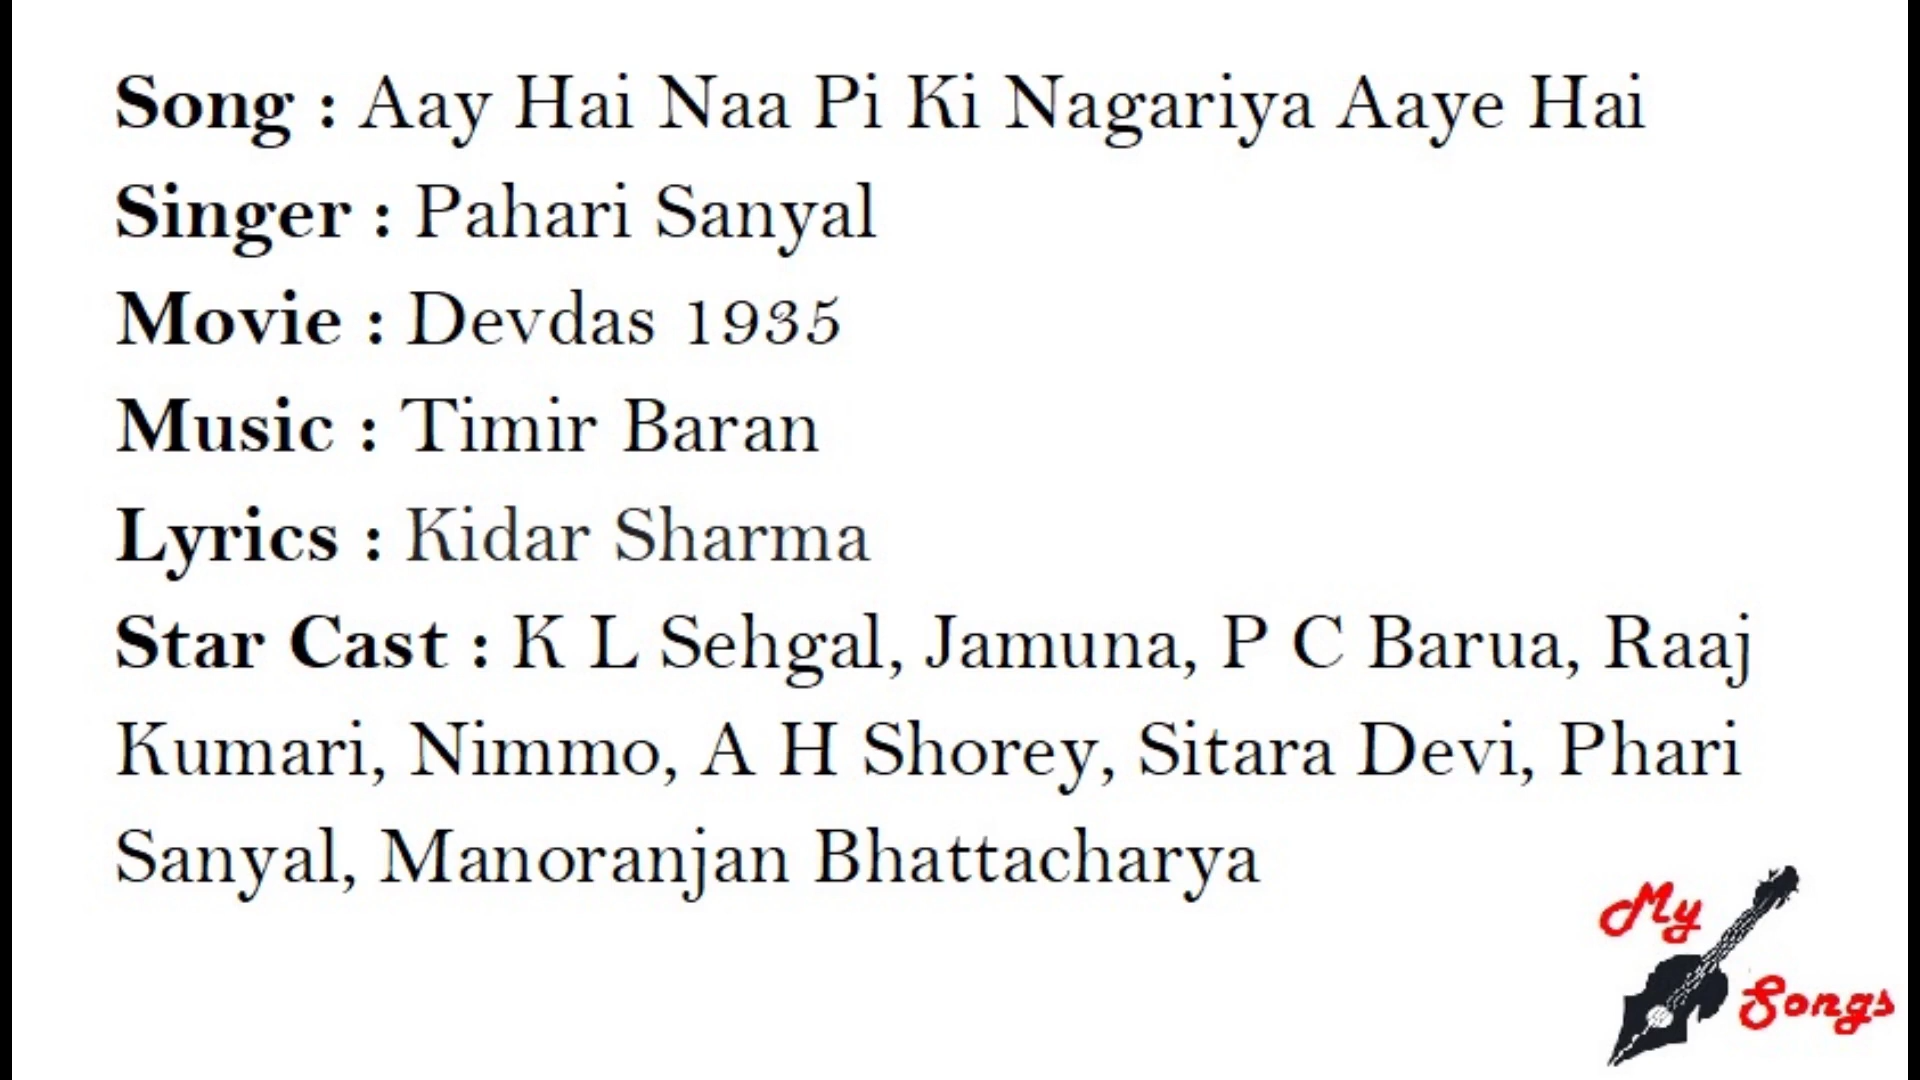 Song : Aay Hai Naa Pi Ki Nagariya Aaye Hai
Singer : Pahari Sanyal
Movie : Devdas 1935
Music : Timir Baran
Lyrics : Kidar Sharma
Star Cast : K L Sehgal, Jamuna, P C Barua, Raaj
Kumari, Nimmo, A H Shorey, Sitara Devi, Phari
Sanyal, Manoranjan Bhattacharya
My
Songs